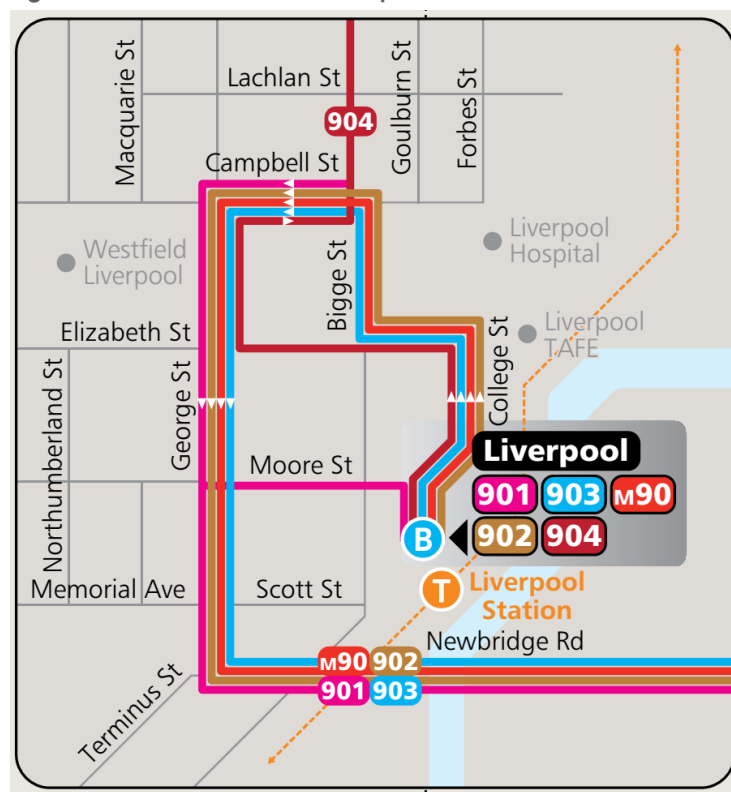 Macquarie St
Lachlan St
Goulburn St
Forbes St
904
Campbell St
Westfield
Liverpool
Bigge St
Liverpool
Hospital
Elizabeth St
College St
Liverpool
TAFE
Northumberland St
George St
Moore St
Liverpool
901 903 M90
902 904
B
T
Liverpool
Station
Memorial Ave
Scott St
Newbridge Rd
M90 902
901 903
Terminus St